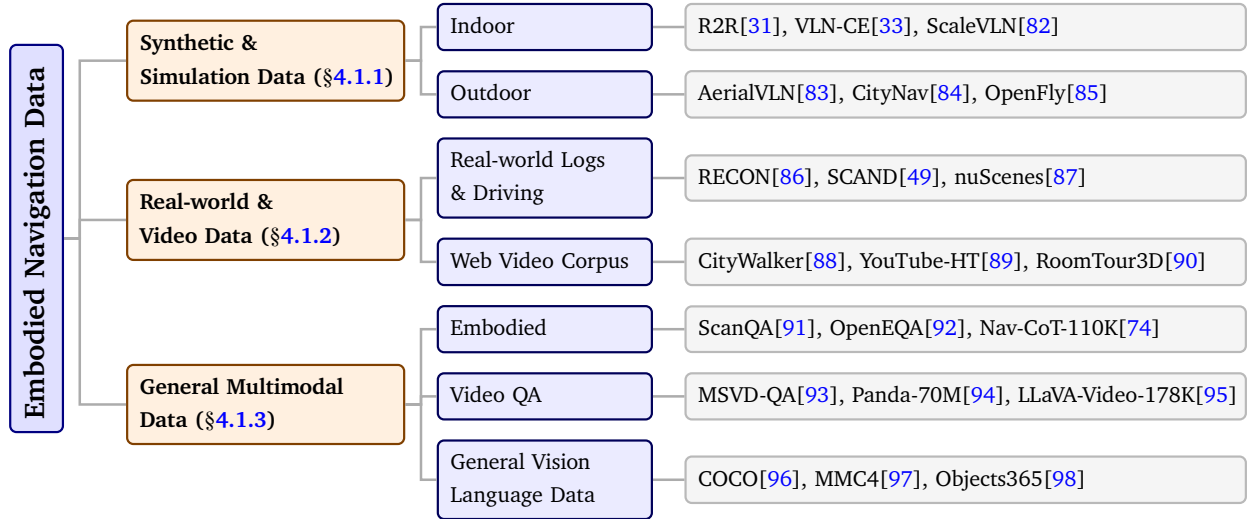 Embodied Navigation Data
Synthetic &
Simulation Data (§4.1.1)
Indoor
R2R[31], VLN-CE[33], ScaleVLN[82]
Outdoor
AerialVLN[83], CityNav[84], OpenFly[85]
Real-world &
Video Data (§4.1.2)
Real-world Logs
& Driving
RECON[86], SCAND[49], nuScenes[87]
Web Video Corpus
CityWalker[88], YouTube-HT[89], RoomTour3D[90]
General Multimodal
Data (§4.1.3)
Embodied
ScanQA[91], OpenEQA[92], Nav-CoT-110K[74]
Video QA
MSVD-QA[93], Panda-70M[94], LLaVA-Video-178K[95]
General Vision
Language Data
COCO[96], MMC4[97], Objects365[98]